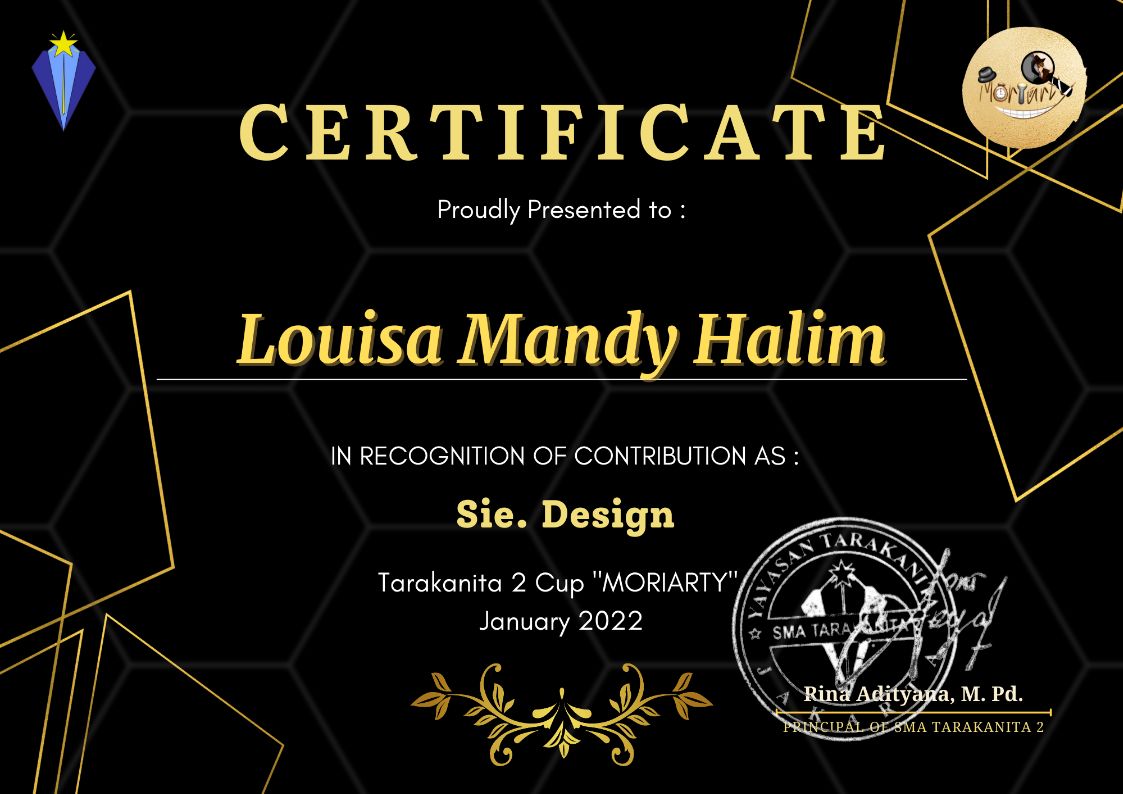 Moriarty
CERTIFICATE
Proudly Presented to :
Louisa Mandy Halim
IN RECOGNITION OF CONTRIBUTION AS :
Sie. Design
Tarakanita 2 Cup "MORIARTY"
January 2022
YAYASAN TARAKANITA
SMA TARAKANITA 2
JAKARTA
Rina Adityana, M. Pd.
PRINCIPAL OF SMA TARAKANITA 2